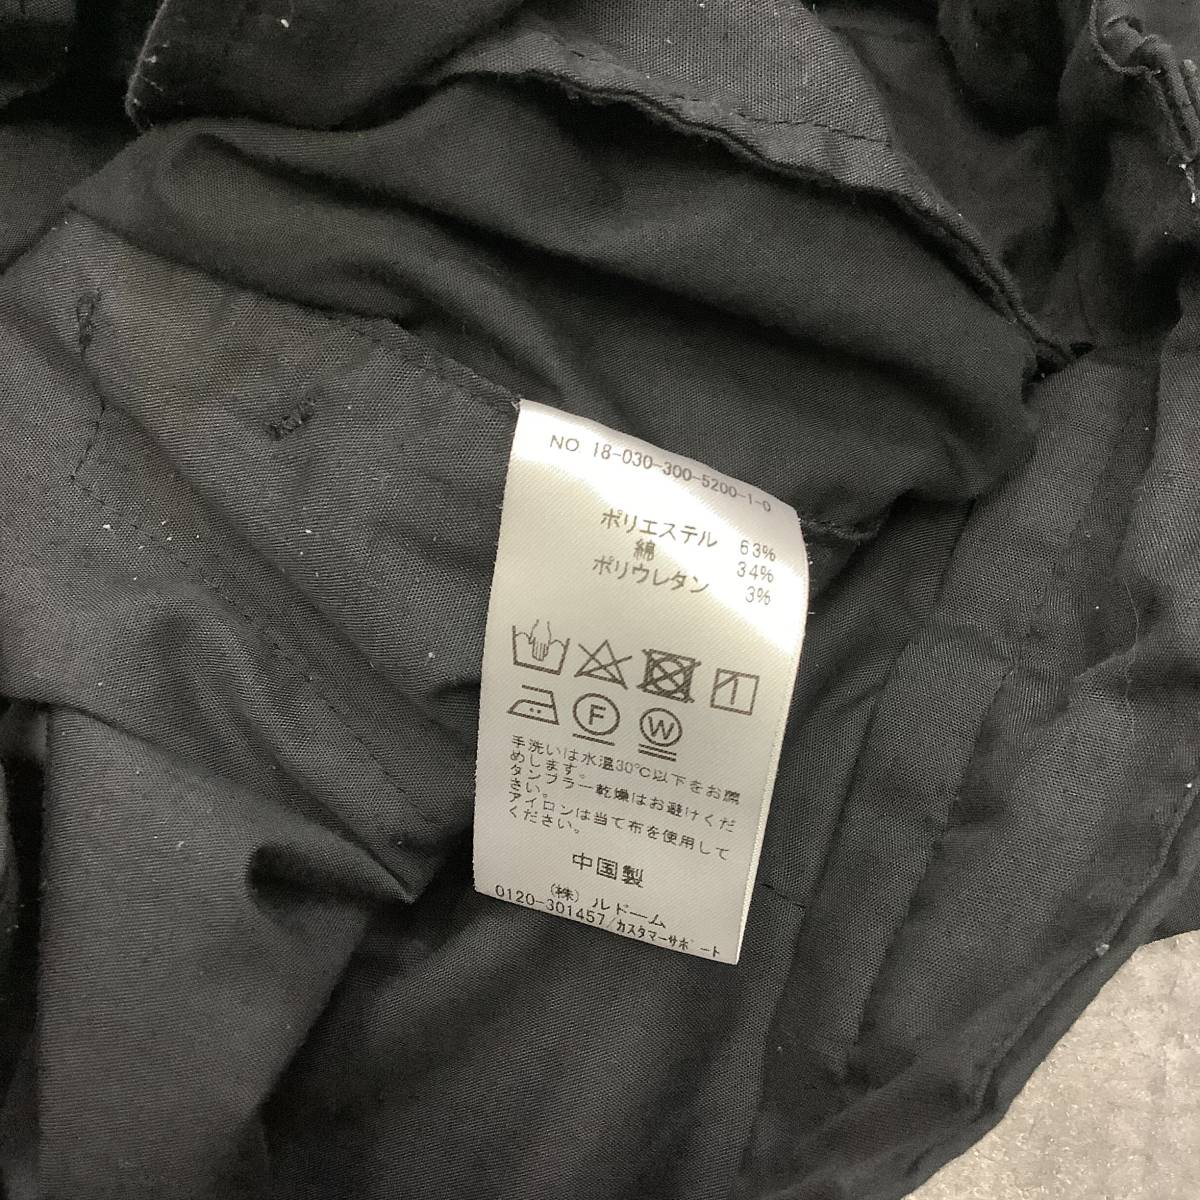 NO. 18-030-300-5200-1-0
ポリエステル 63%
綿 34%
ポリウレタン 3%
F W
手洗いは水温30℃以下をお願
めします。
タンブラー乾燥はお避けくだ
さい。
アイロンは当て布を使用して
ください。
中国製
(株) ルドーム
0120-301457/カスタマーサポート